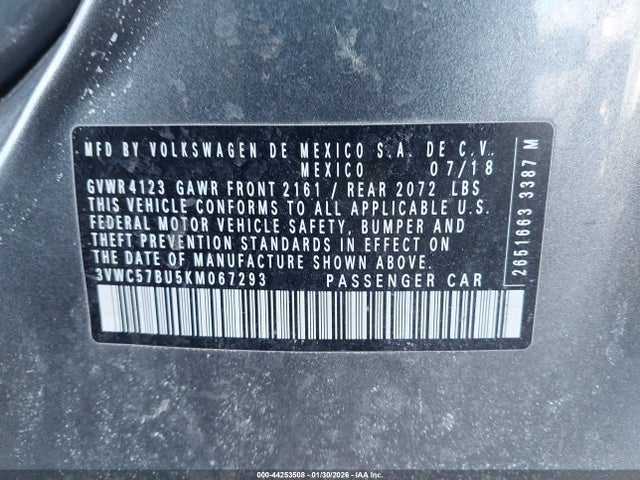 MFD BY VOLKSWAGEN DE MEXICO S.A. DE C.V.
MEXICO 07/18
GVWR 4123 GAWR FRONT 2161 / REAR 2072 LBS
THIS VEHICLE CONFORMS TO ALL APPLICABLE U.S.
FEDERAL MOTOR VEHICLE SAFETY, BUMPER AND
THEFT PREVENTION STANDARDS IN EFFECT ON
THE DATE OF MANUFACTURE SHOWN ABOVE.
3VWC57BU5KM067293 PASSENGER CAR
2651663 3387 M
000-44253508 - 01/30/2026 - IAAI.COM